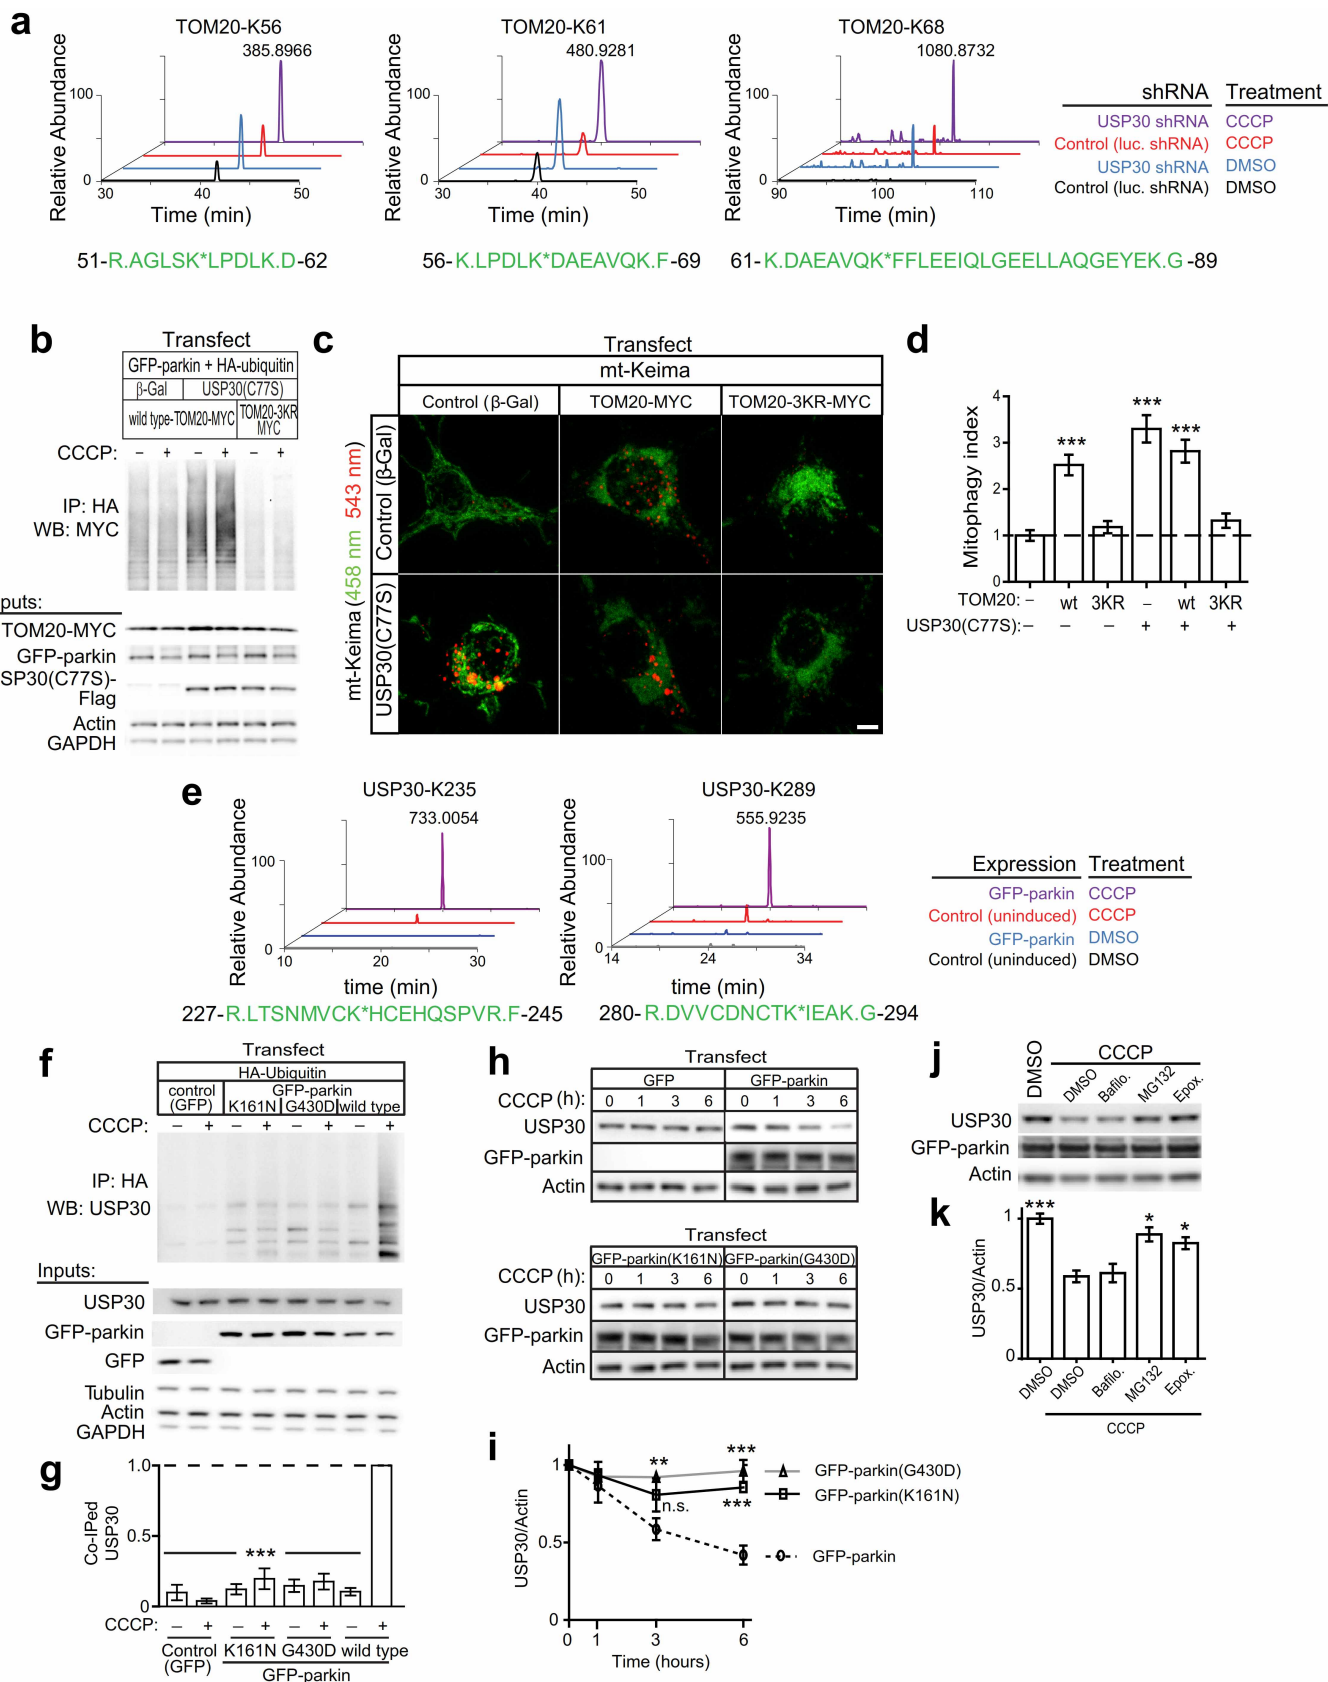 a
TOM20-K56
385.8966
Relative Abundance
100
0
30 40 50
Time (min)
51-R.AGLSK*LPDLK.D-62
TOM20-K61
480.9281
Relative Abundance
100
0
30 40 50
Time (min)
56-K.LPDLK*DAEAVQK.F-69
TOM20-K68
1080.8732
Relative Abundance
100
0
90 100 110
Time (min)
61-K.DAEAVQK*FFLEEIQLGEELLAQGEYEK.G-89
shRNA Treatment
USP30 shRNA CCCP
Control (luc. shRNA) CCCP
USP30 shRNA DMSO
Control (luc. shRNA) DMSO
b
Transfect
GFP-parkin + HA-ubiquitin
β-Gal USP30(C77S)
wild type-TOM20-MYC TOM20-3KR MYC
CCCP: – + – + – +
IP: HA
WB: MYC
puts:
TOM20-MYC
GFP-parkin
SP30(C77S)-
Flag
Actin
GAPDH
c
Transfect
mt-Keima
Control (β-Gal) TOM20-MYC TOM20-3KR-MYC
mt-Keima (458 nm 543 nm)
Control (β-Gal)
USP30(C77S)
d
Mitophagy index
4
3
2
1
0
*** *** ***
TOM20: – wt 3KR – wt 3KR
USP30(C77S): – – – + + +
e
USP30-K235
733.0054
Relative Abundance
100
0
10 20 30
time (min)
227-R.LTSNMVCK*HCEHQSPVR.F-245
USP30-K289
555.9235
Relative Abundance
100
0
14 24 34
time (min)
280-R.DVVCDNCTK*IEAK.G-294
Expression Treatment
GFP-parkin CCCP
Control (uninduced) CCCP
GFP-parkin DMSO
Control (uninduced) DMSO
f
Transfect
HA-Ubiquitin
control (GFP) GFP-parkin
K161N G430D wild type
CCCP: – + – + – + – +
IP: HA
WB: USP30
Inputs:
USP30
GFP-parkin
GFP
Tubulin
Actin
GAPDH
g
Co-IPed USP30
1.0
0.5
0
***
CCCP: – + – + – + – +
Control (GFP) K161N G430D wild type
GFP-parkin
h
Transfect
GFP GFP-parkin
CCCP (h): 0 1 3 6 0 1 3 6
USP30
GFP-parkin
Actin
Transfect
GFP-parkin(K161N) GFP-parkin(G430D)
CCCP (h): 0 1 3 6 0 1 3 6
USP30
GFP-parkin
Actin
i
USP30/Actin
1
0.5
0
0 1 3 6
Time (hours)
** ***
n.s. ***
GFP-parkin(G430D)
GFP-parkin(K161N)
GFP-parkin
j
DMSO CCCP
DMSO Bafilo. MG132 Epox.
USP30
GFP-parkin
Actin
k
USP30/Actin
1
0.5
0
*** * *
DMSO DMSO Bafilo. MG132 Epox.
CCCP